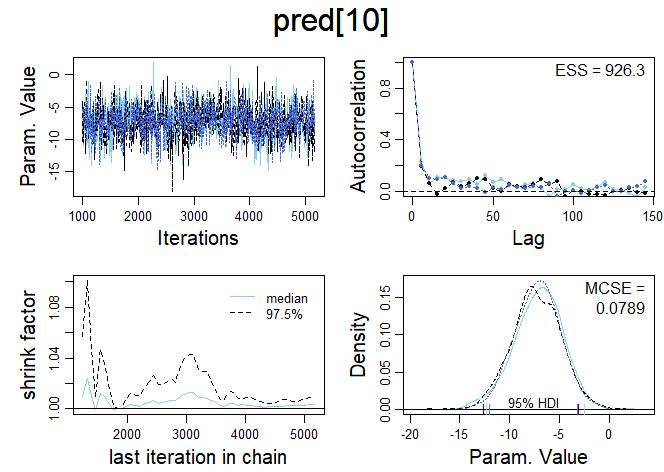 pred[10]
Param. Value
0
-5
-10
-15
1000
2000
3000
4000
5000
Iterations
Autocorrelation
0.8
0.4
0.0
ESS = 926.3
0
50
100
150
Lag
shrink factor
1.08
1.04
1.00
median
97.5%
2000
3000
4000
5000
last iteration in chain
Density
0.15
0.10
0.05
0.00
MCSE =
0.0789
95% HDI
-20
-15
-10
-5
0
Param. Value